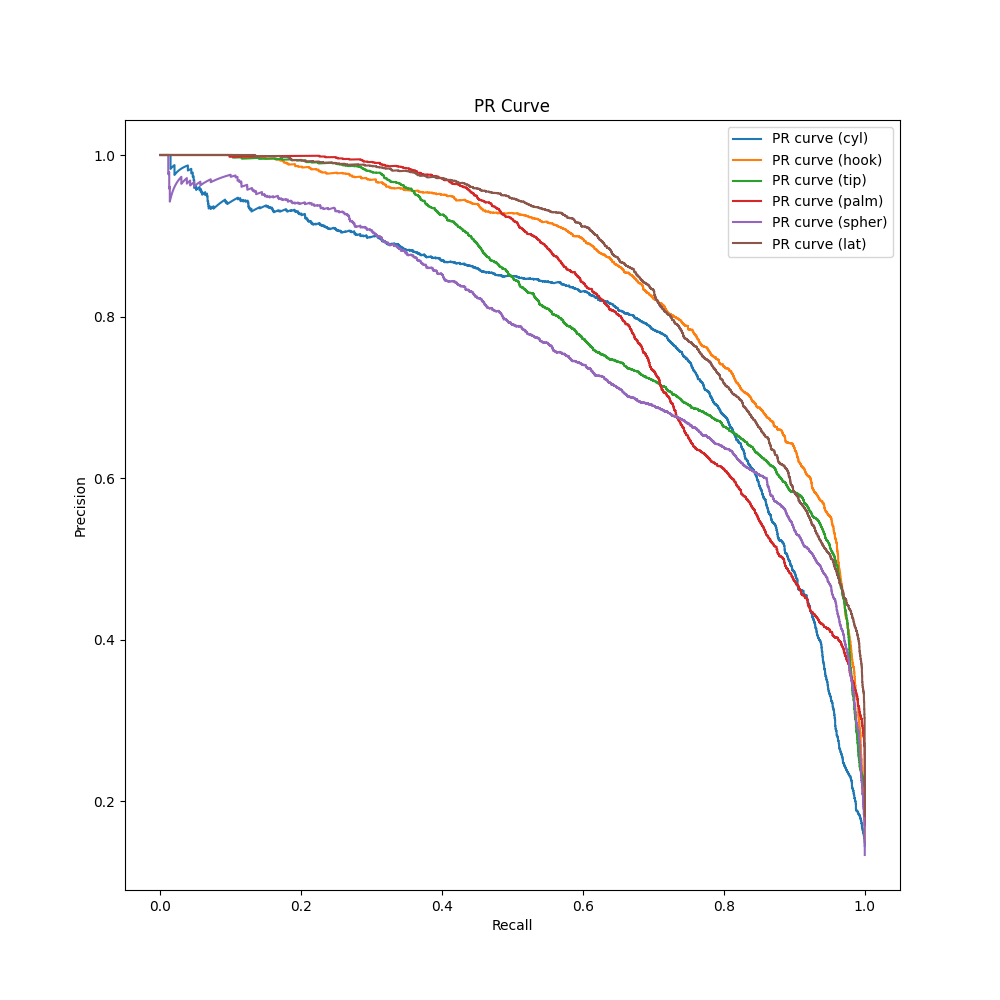 PR Curve
PR curve (cyl)
PR curve (hook)
PR curve (tip)
PR curve (palm)
PR curve (spher)
PR curve (lat)
1.0
0.8
0.6
0.4
0.2
Precision
0.0 0.2 0.4 0.6 0.8 1.0
Recall